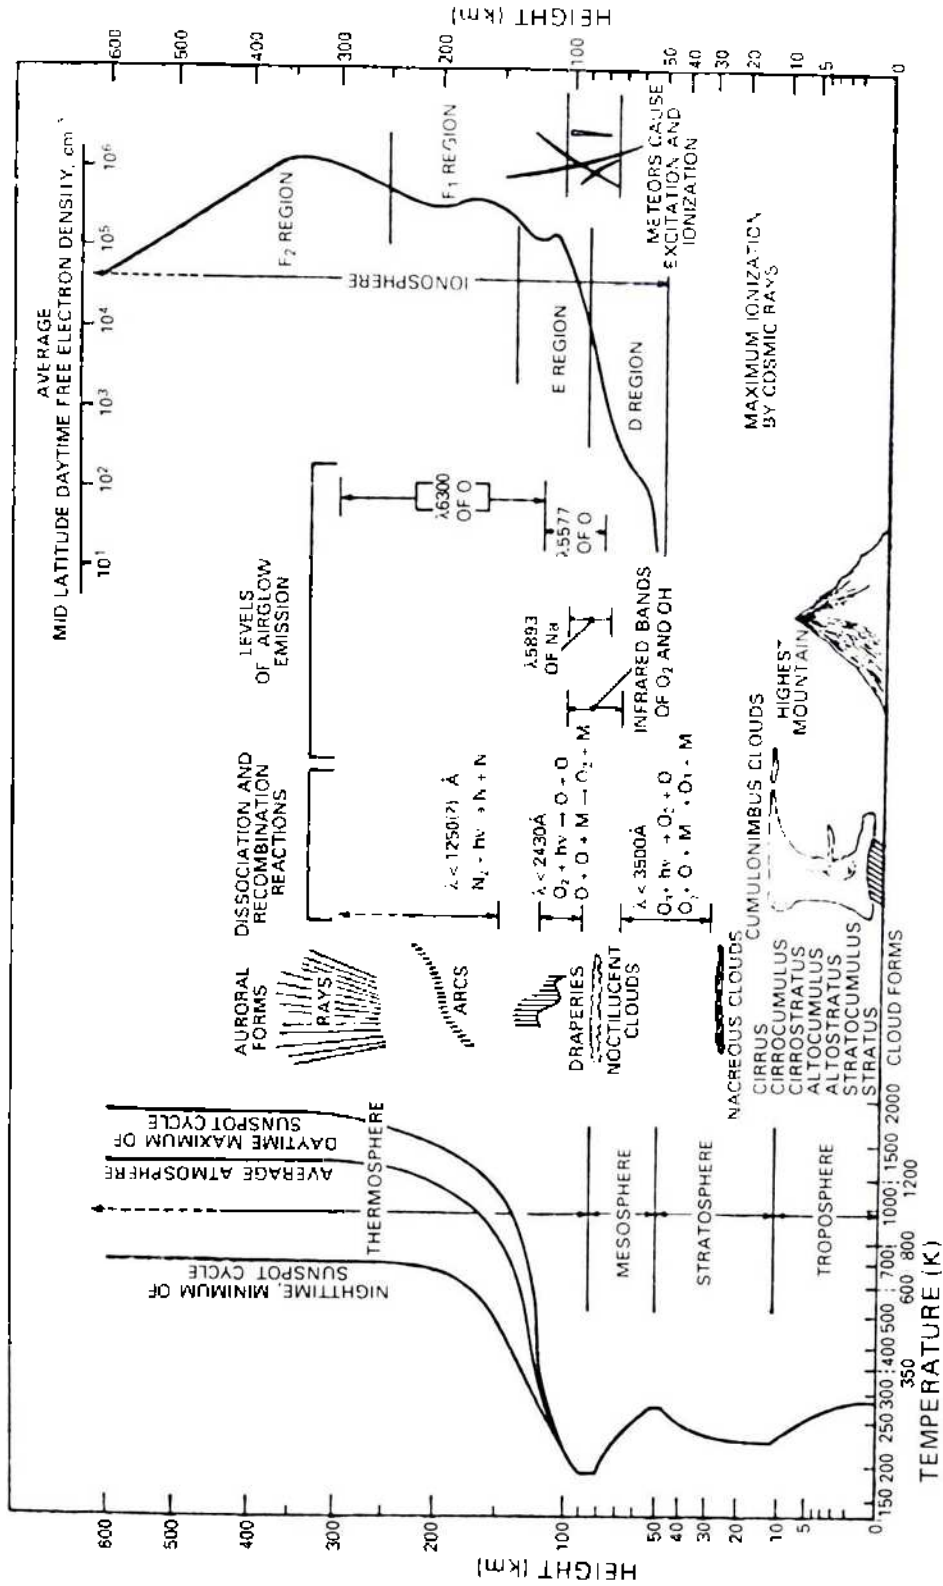 AVERAGE
MID LATITUDE DAYTIME FREE ELECTRON DENSITY, cm⁻³
10¹ 10² 10³ 10⁴ 10⁵ 10⁶
HEIGHT (km)
600
500
400
300
200
100
50
40
30
20
10
5
0
TEMPERATURE (K)
150 200 250 300 400 500 700 1000 1500 2000
350 600 800 1200
NIGHTTIME, MINIMUM OF
SUNSPOT CYCLE
AVERAGE ATMOSPHERE
DAYTIME MAXIMUM OF
SUNSPOT CYCLE
THERMOSPHERE
MESOSPHERE
STRATOSPHERE
TROPOSPHERE
AURORAL
FORMS
RAYS
ARCS
DRAPERIES
NOCTILUCENT
CLOUDS
NACREOUS CLOUDS
CIRRUS
CIRROCUMULUS
CIRROSTRATUS
ALTOCUMULUS
ALTOSTRATUS
STRATOCUMULUS
STRATUS
CLOUD FORMS
CUMULONIMBUS CLOUDS
DISSOCIATION AND
RECOMBINATION
REACTIONS
λ < 1250(?) Å
N₂ + hν → N + N
λ < 2430Å
O₂ + hν → O + O
O + O + M → O₂ + M
λ < 3500Å
O₃ + hν → O₂ + O
O₂ + O + M → O₃ + M
LEVELS
OF AIRGLOW
EMISSION
λ6300
OF O
λ5577
OF O
λ5893
OF Na
INFRARED BANDS
OF O₂ AND OH
HIGHEST
MOUNTAIN
F₂ REGION
F₁ REGION
IONOSPHERE
E REGION
D REGION
METEORS CAUSE
EXCITATION AND
IONIZATION
MAXIMUM IONIZATION
BY COSMIC RAYS
HEIGHT (km)
600
500
400
300
200
100
50
40
30
20
10
5
0